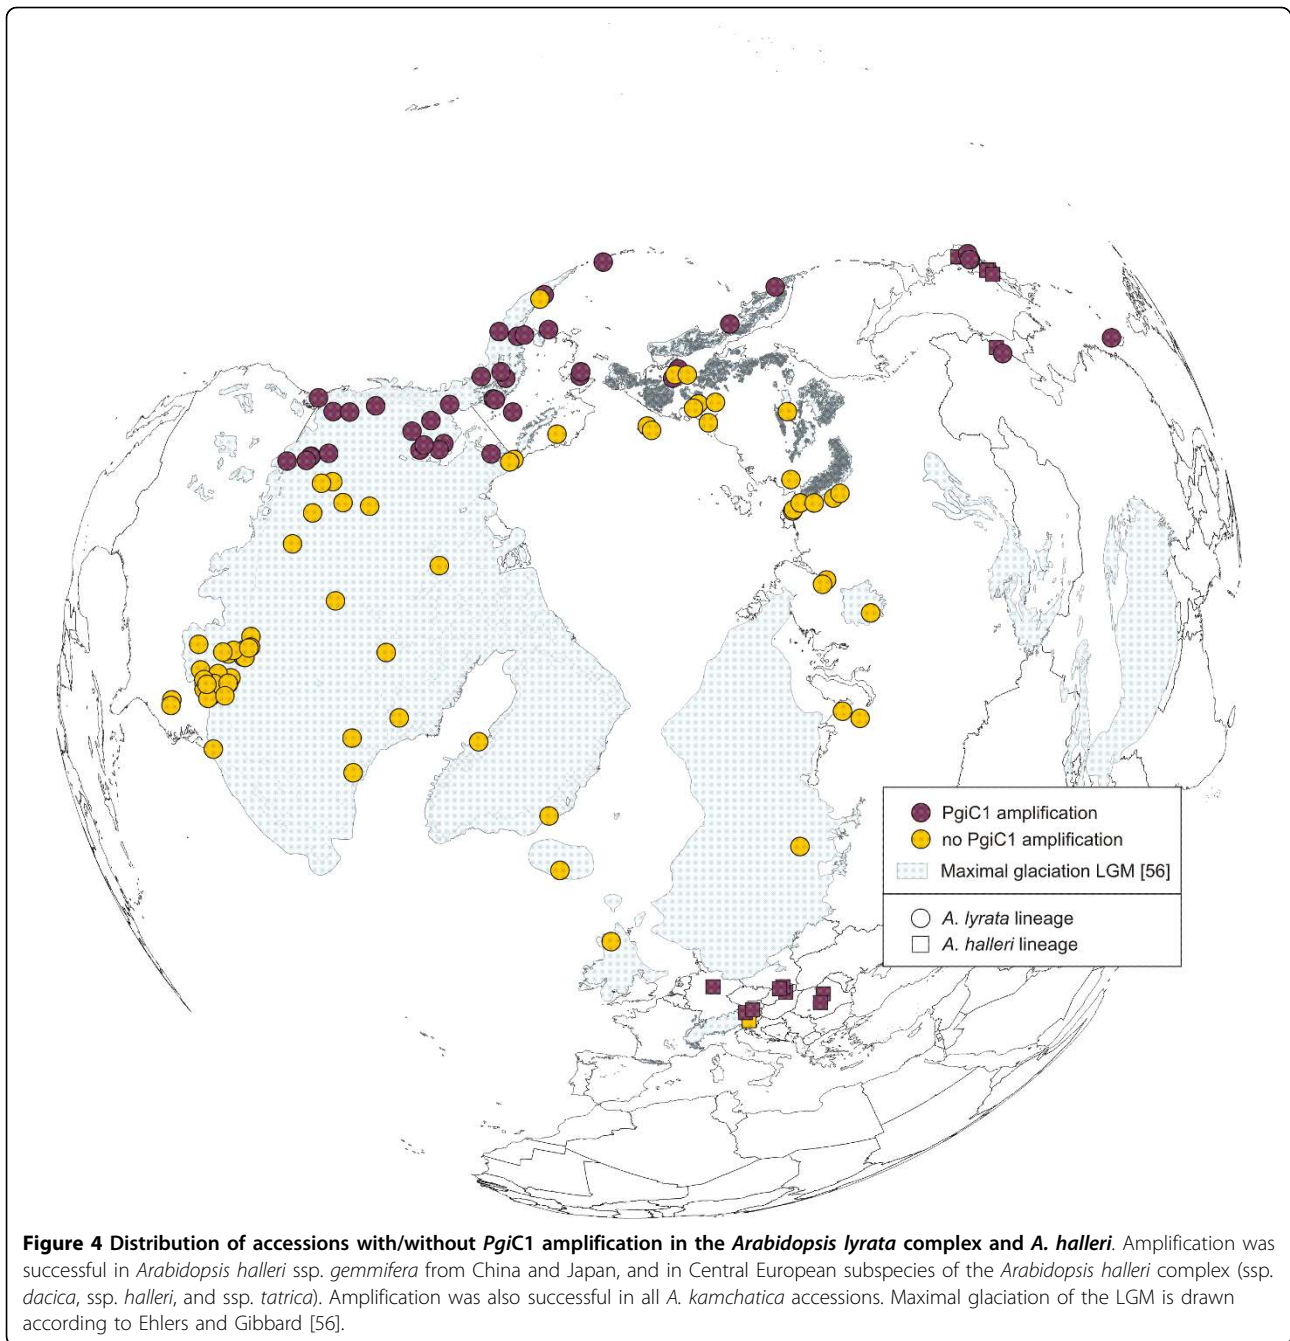 PgiC1 amplification
no PgiC1 amplification
Maximal glaciation LGM [56]
A. lyrata lineage
A. halleri lineage
Figure 4 Distribution of accessions with/without PgiC1 amplification in the Arabidopsis lyrata complex and A. halleri. Amplification was
successful in Arabidopsis halleri ssp. gemmifera from China and Japan, and in Central European subspecies of the Arabidopsis halleri complex (ssp.
dacica, ssp. halleri, and ssp. tatrica). Amplification was also successful in all A. kamchatica accessions. Maximal glaciation of the LGM is drawn
according to Ehlers and Gibbard [56].